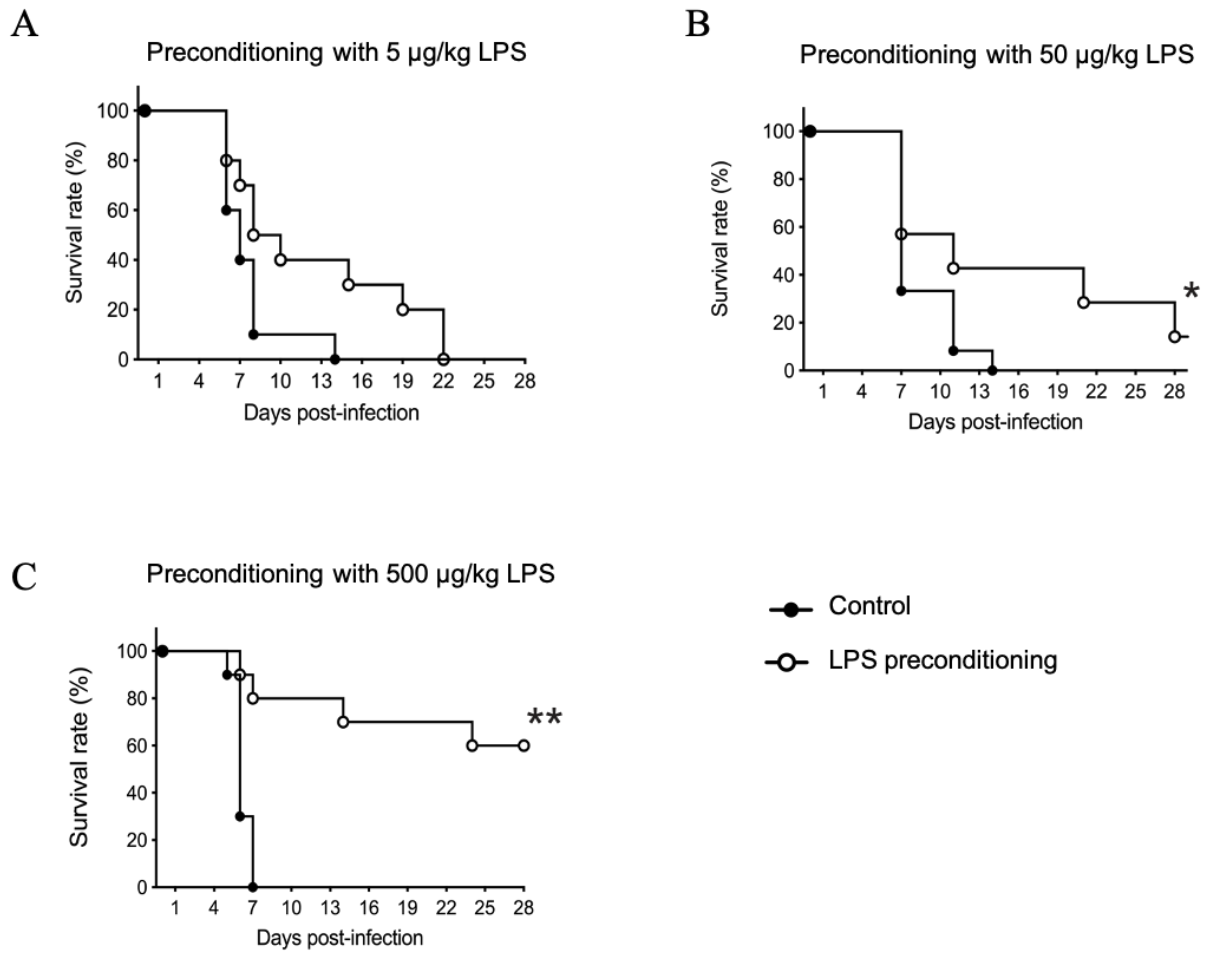 A
Preconditioning with 5 µg/kg LPS
100
80
60
40
20
0
Survival rate (%)
1 4 7 10 13 16 19 22 25 28
Days post-infection
B
Preconditioning with 50 µg/kg LPS
100
80
60
40
20
0
Survival rate (%)
*
1 4 7 10 13 16 19 22 25 28
Days post-infection
C
Preconditioning with 500 µg/kg LPS
100
80
60
40
20
0
Survival rate (%)
**
1 4 7 10 13 16 19 22 25 28
Days post-infection
Control
LPS preconditioning